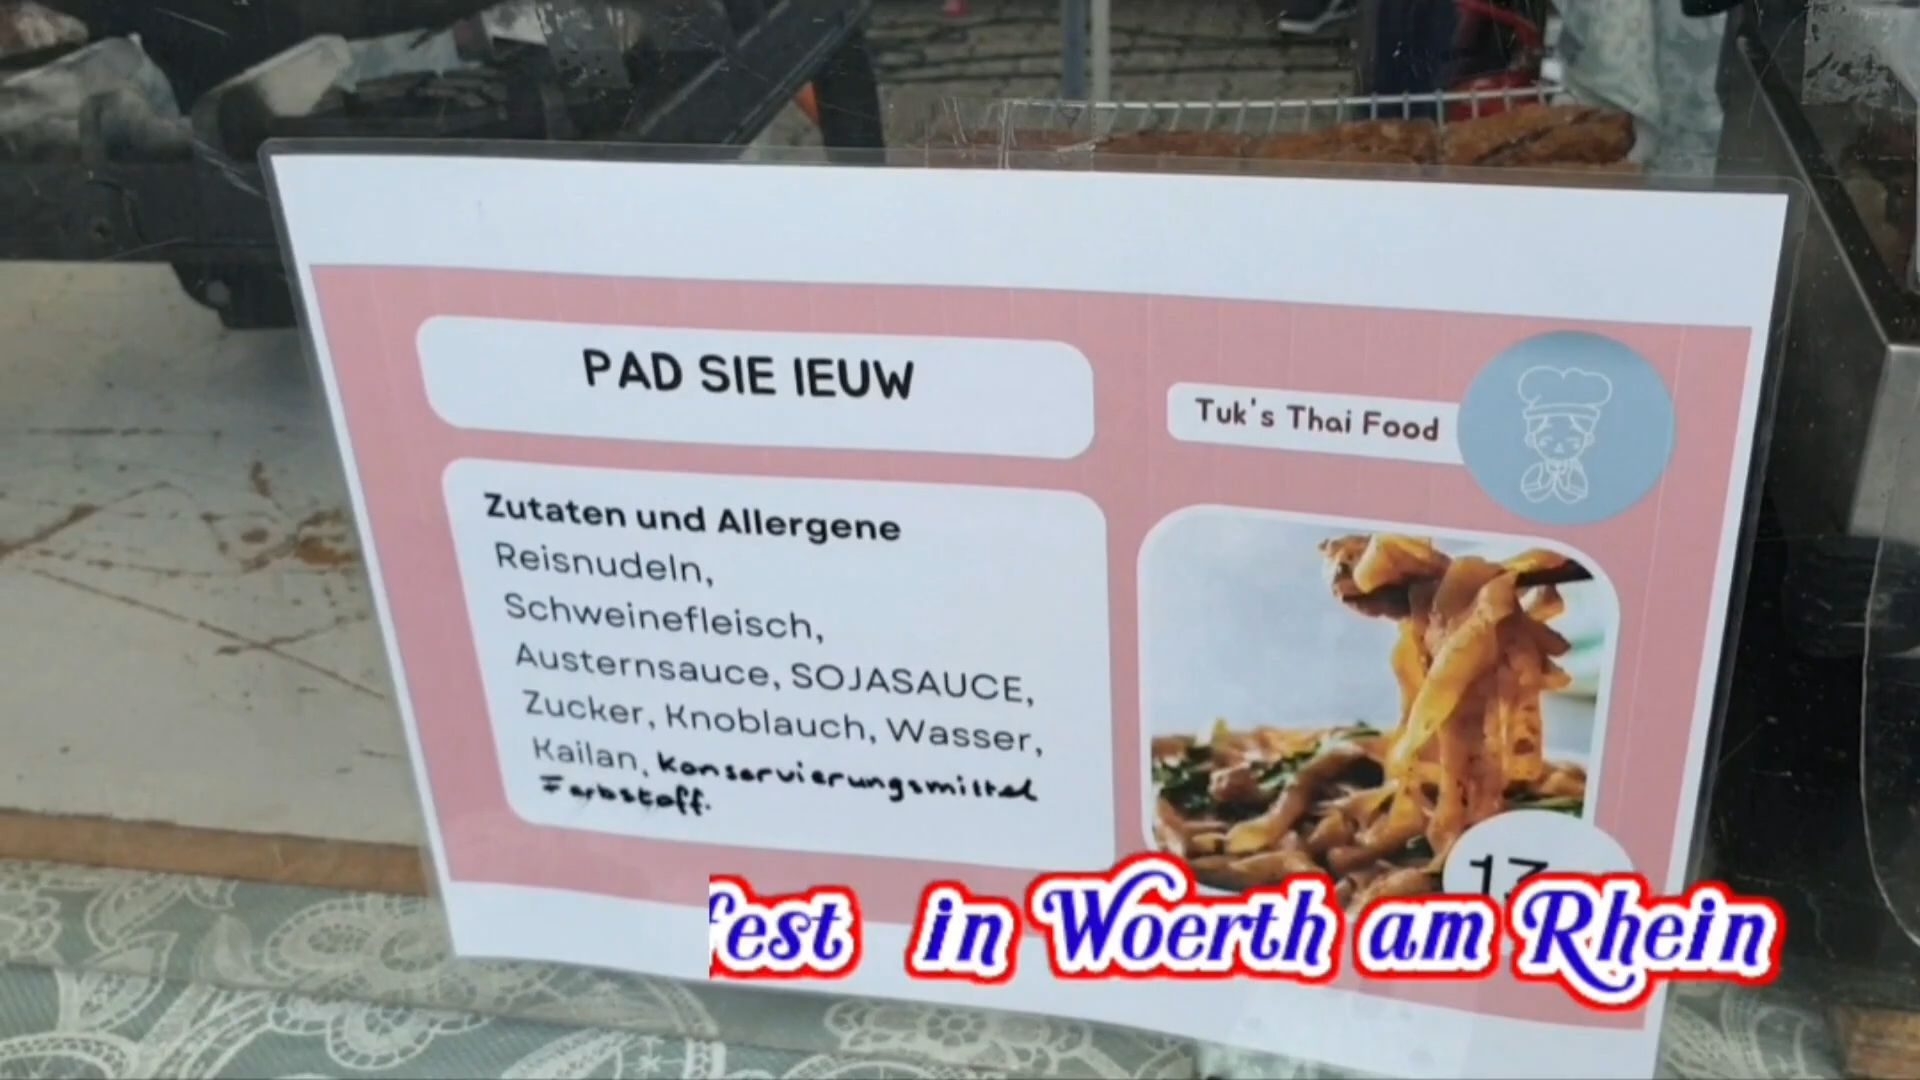 PAD SIE IEUW
Tuk's Thai Food
Zutaten und Allergene
Reisnudeln,
Schweinefleisch,
Austernsauce, SOJASAUCE,
Zucker, Knoblauch, Wasser,
Kailan, Konservierungsmittel
Farbstoff.
fest in Woerth am Rhein